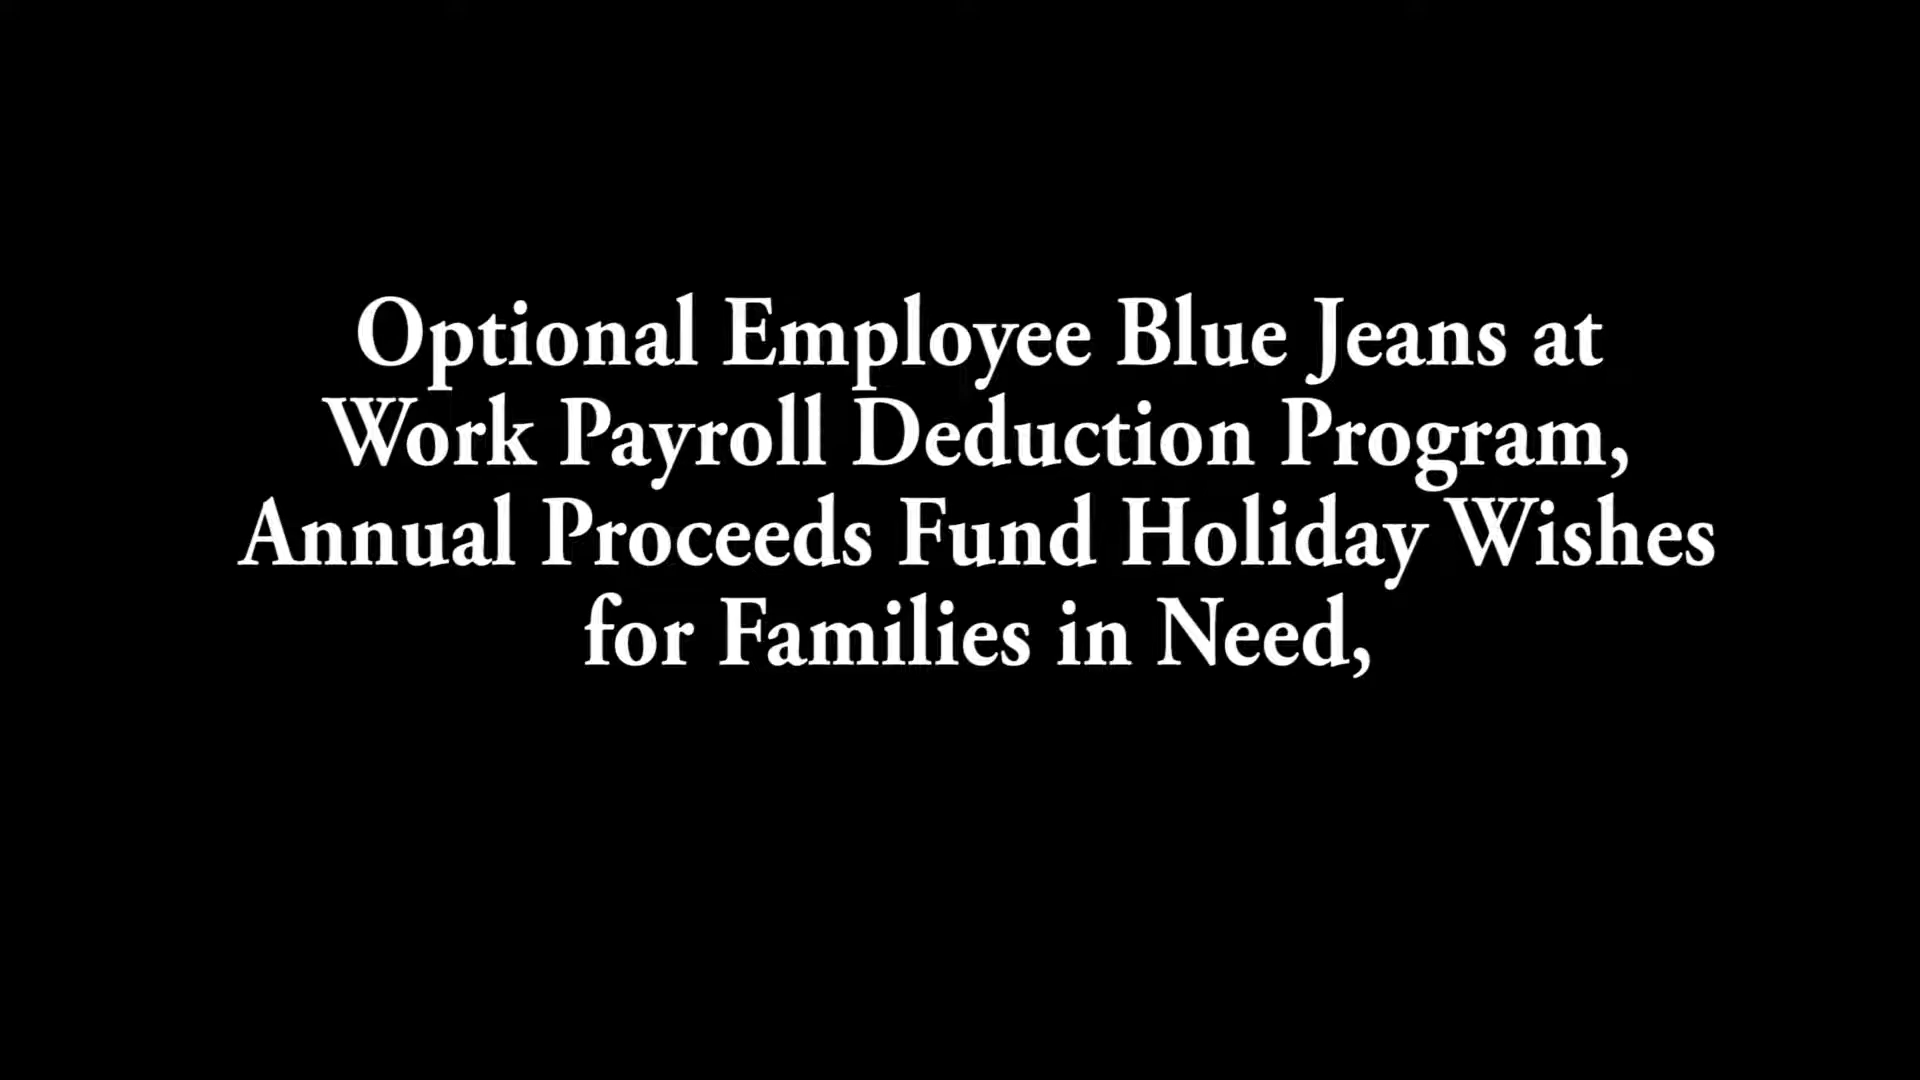 Optional Employee Blue Jeans at
Work Payroll Deduction Program,
Annual Proceeds Fund Holiday Wishes
for Families in Need,